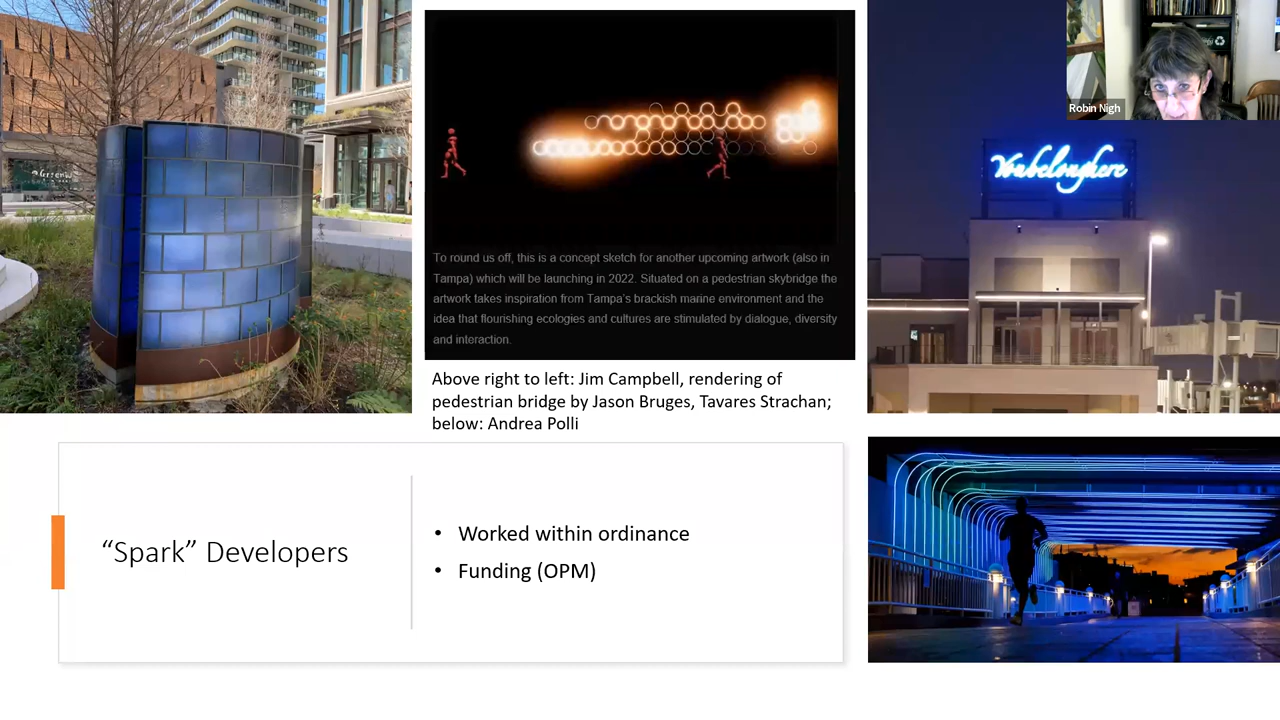 Greenwise
Robin Nigh
Youbelonghere
To round us off, this is a concept sketch for another upcoming artwork (also in
Tampa) which will be launching in 2022. Situated on a pedestrian skybridge the
artwork takes inspiration from Tampa's brackish marine environment and the
idea that flourishing ecologies and cultures are stimulated by dialogue, diversity
and interaction.
Above right to left: Jim Campbell, rendering of
pedestrian bridge by Jason Bruges, Tavares Strachan;
below: Andrea Polli
“Spark” Developers
• Worked within ordinance
• Funding (OPM)